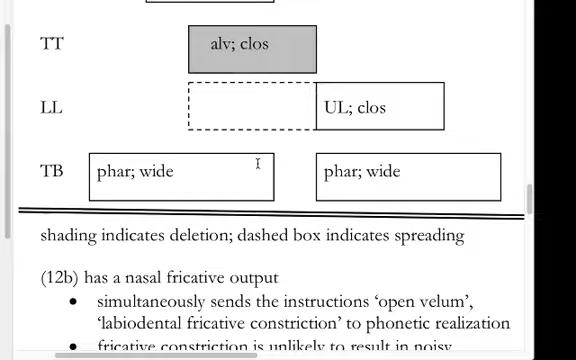 TT alv; clos
LL UL; clos
TB phar; wide phar; wide
shading indicates deletion; dashed box indicates spreading
(12b) has a nasal fricative output
• simultaneously sends the instructions ‘open velum’,
‘labiodental fricative constriction’ to phonetic realization
• fricative constriction is unlikely to result in noisy